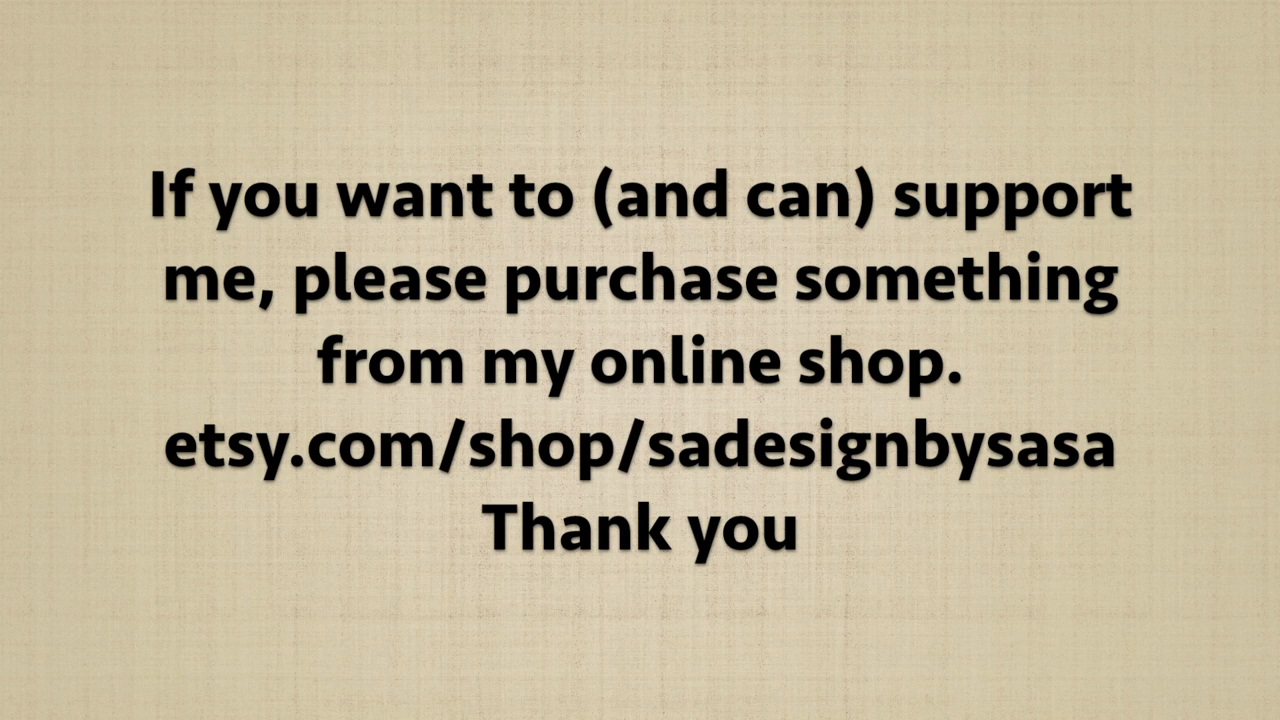 If you want to (and can) support
me, please purchase something
from my online shop.
etsy.com/shop/sadesignbysasa
Thank you